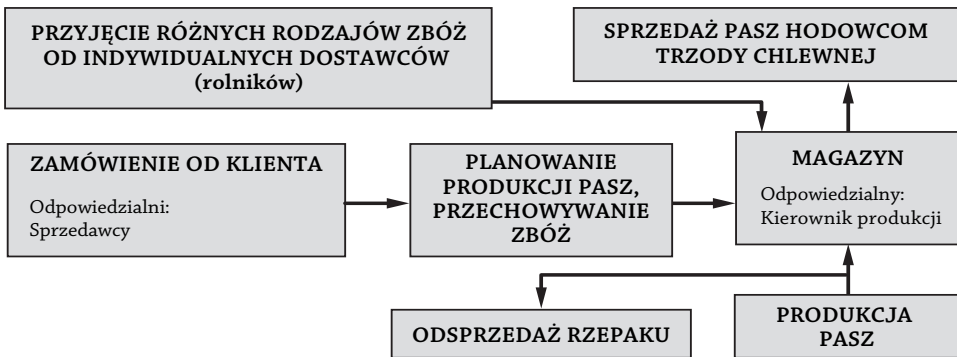 PRZYJĘCIE RÓŻNYCH RODZAJÓW ZBÓŻ
OD INDYWIDUALNYCH DOSTAWCÓW
(rolników)
SPRZEDAŻ PASZ HODOWCOM
TRZODY CHLEWNEJ
ZAMÓWIENIE OD KLIENTA
Odpowiedzialni:
Sprzedawcy
PLANOWANIE
PRODUKCJI PASZ,
PRZECHOWYWANIE
ZBÓŻ
MAGAZYN
Odpowiedzialny:
Kierownik produkcji
ODSPRZEDAŻ RZEPAKU
PRODUKCJA
PASZ